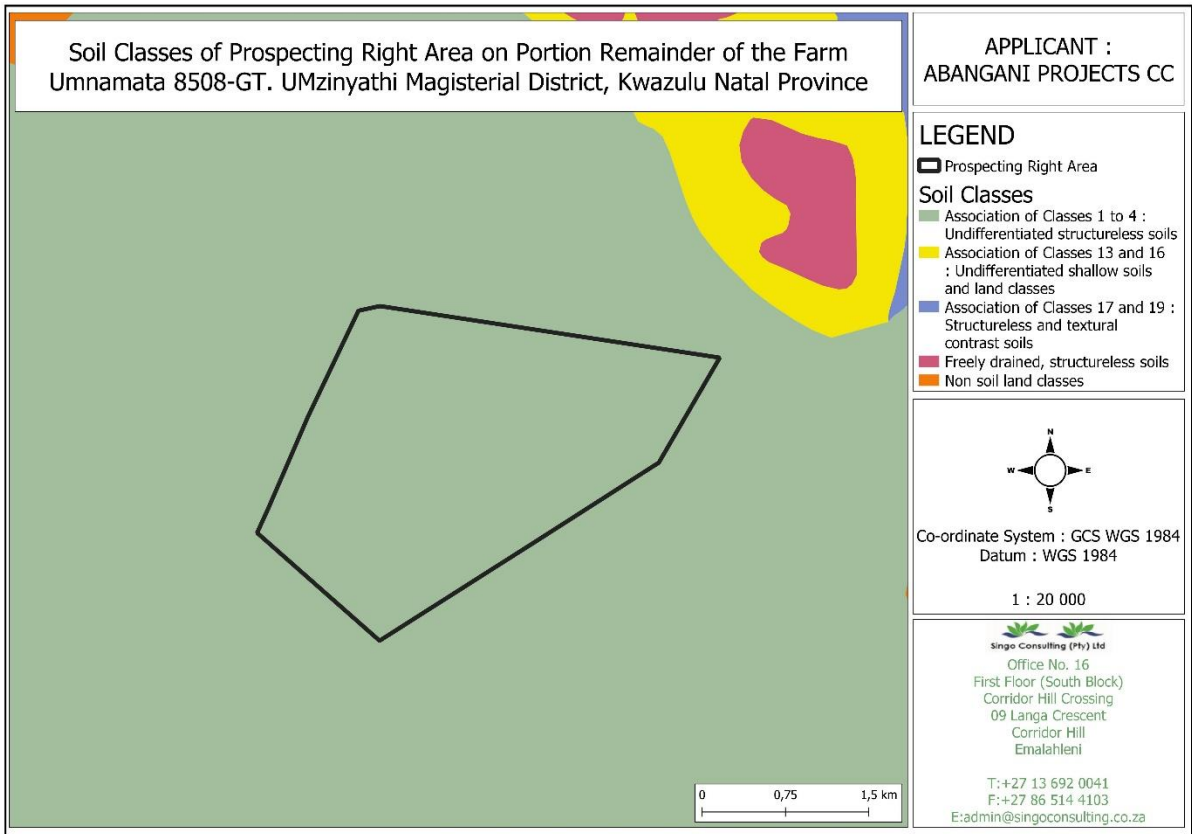 Soil Classes of Prospecting Right Area on Portion Remainder of the Farm
Umnamata 8508-GT. UMzinyathi Magisterial District, Kwazulu Natal Province
APPLICANT :
ABANGANI PROJECTS CC
LEGEND
Prospecting Right Area
Soil Classes
Association of Classes 1 to 4 :
Undifferentiated structureless soils
Association of Classes 13 and 16
: Undifferentiated shallow soils
and land classes
Association of Classes 17 and 19 :
Structureless and textural
contrast soils
Freely drained, structureless soils
Non soil land classes
N
W E
S
Co-ordinate System : GCS WGS 1984
Datum : WGS 1984
1 : 20 000
Singo Consulting (Pty) Ltd
Office No. 16
First Floor (South Block)
Corridor Hill Crossing
09 Langa Crescent
Corridor Hill
Emalahleni
T:+27 13 692 0041
F:+27 86 514 4103
E:admin@singoconsulting.co.za
0 0,75 1,5 km